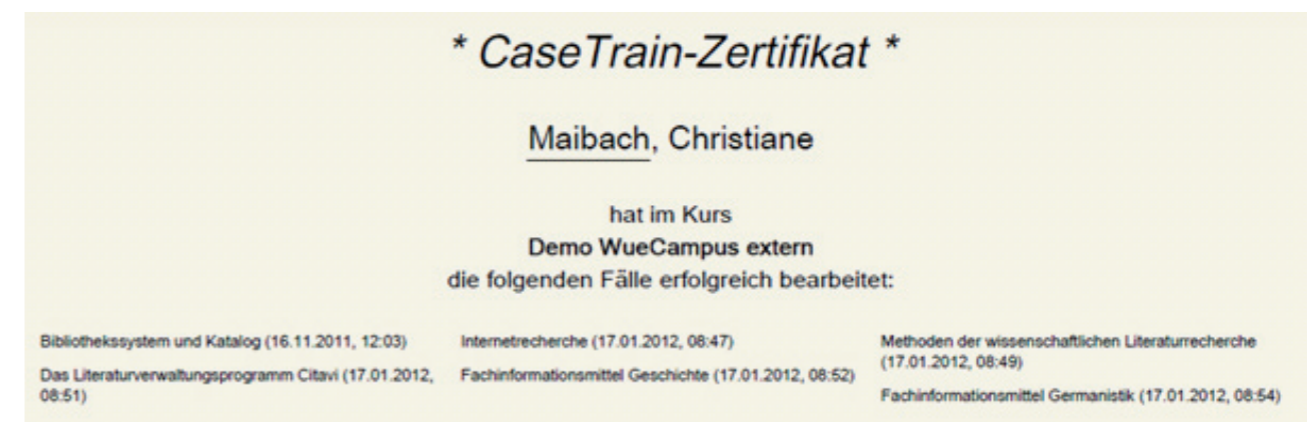 * CaseTrain-Zertifikat *
Maibach, Christiane
hat im Kurs
Demo WueCampus extern
die folgenden Fälle erfolgreich bearbeitet:
Bibliothekssystem und Katalog (16.11.2011, 12:03)
Internetrecherche (17.01.2012, 08:47)
Methoden der wissenschaftlichen Literaturrecherche
(17.01.2012, 08:49)
Das Literaturverwaltungsprogramm Citavi (17.01.2012,
08:51)
Fachinformationsmittel Geschichte (17.01.2012, 08:52)
Fachinformationsmittel Germanistik (17.01.2012, 08:54)